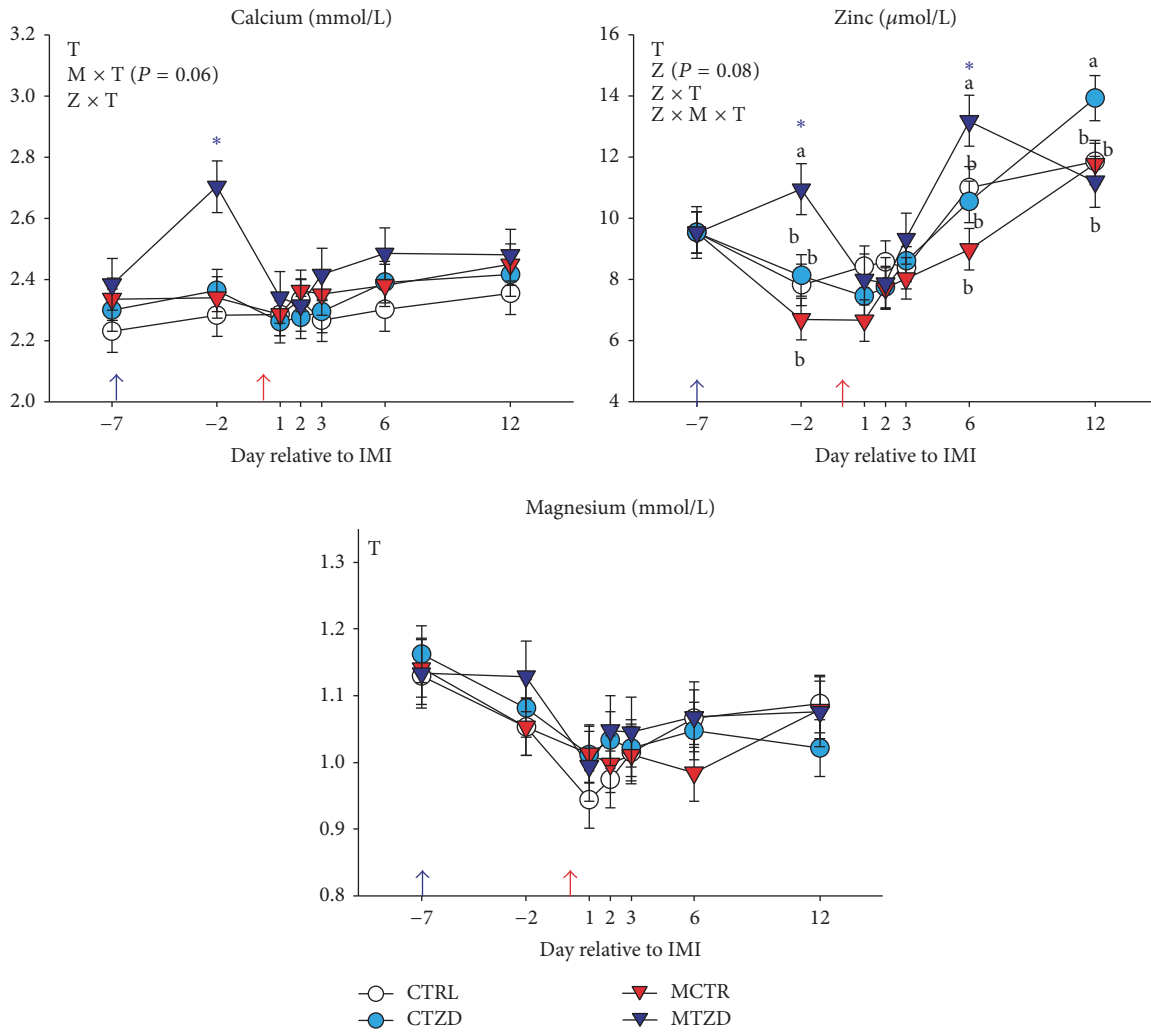 Calcium (mmol/L)
3.2
3.0
2.8
2.6
2.4
2.2
2.0
T
M × T (P = 0.06)
Z × T
*
−7
−2
1
2
3
6
12
Day relative to IMI
Zinc (μmol/L)
16
14
12
10
8
6
4
T
Z (P = 0.08)
Z × T
Z × M × T
*
a
b
b
b
*
a
b
b
b
a
b
b
b
−7
−2
1
2
3
6
12
Day relative to IMI
Magnesium (mmol/L)
1.3
1.2
1.1
1.0
0.9
0.8
T
−7
−2
1
2
3
6
12
Day relative to IMI
CTRL
CTZD
MCTR
MTZD